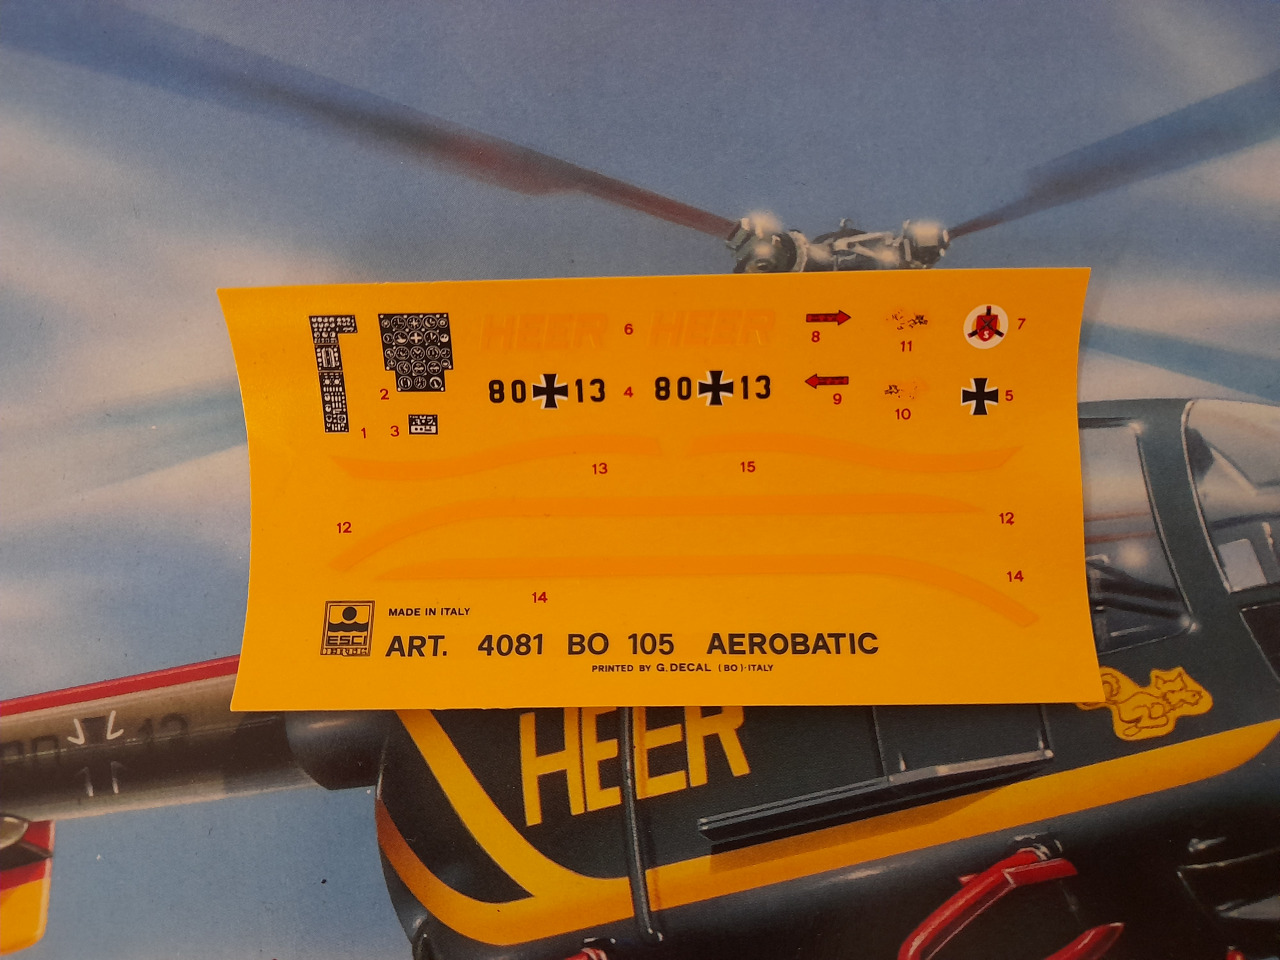 HEER 6 HEER 8 11 7
80 13 4 80 13 9 10 5
1 2 3
13 15
12 12
14 14
ESCI
MADE IN ITALY
ART. 4081 BO 105 AEROBATIC
PRINTED BY G.DECAL (BO)-ITALY
80 13
HEER